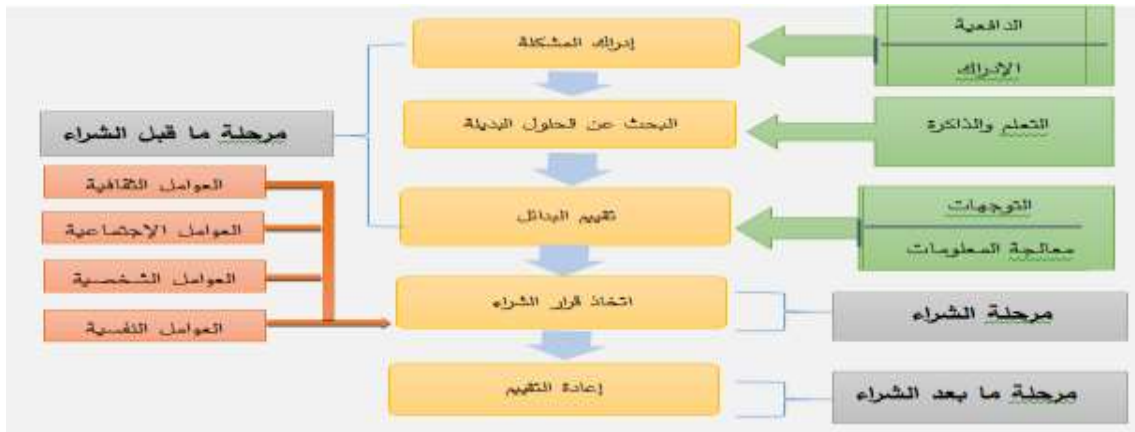 الدافعية
الإدراك
إدراك المشكلة
التعلم والذاكرة
البحث عن الحلول البديلة
مرحلة ما قبل الشراء
العوامل الثقافية
التوجهات
معالجة المعلومات
تقييم البدائل
العوامل الإجتماعية
العوامل الشخصية
اتخاذ قرار الشراء
مرحلة الشراء
العوامل النفسية
إعادة التقييم
مرحلة ما بعد الشراء